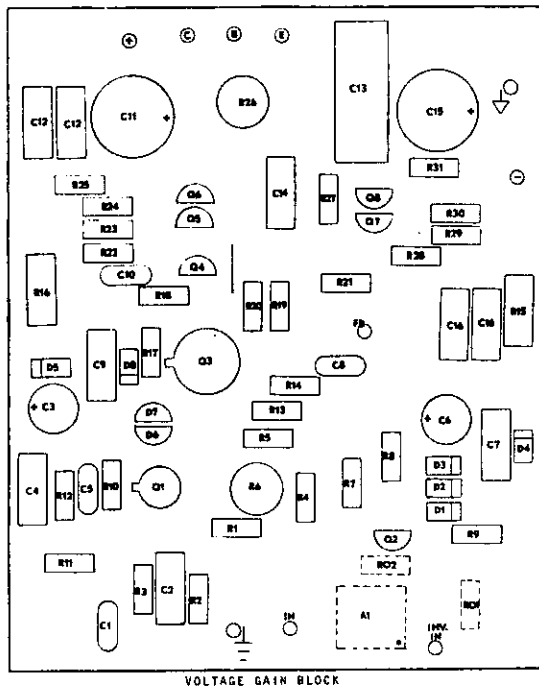 + C B E
C12 C12 C11 + R26 C13 C15 +
R31
-
R25
R24
Q6
C14 R27 Q8
R23
Q5
Q7
R30
R29
R22
Q4
R28
C10
R16
R18
R20 R19
R21
C16 C16 R15
FB
D5
C9 D8 R17
Q3
C8
R14
+ C3
R13
+ C6
D7
D6
R5
C7 D4
R8
D3
C4 R12 C5 R10 Q1 R6 R4 R7
D2
D1
R1
R9
Q2
R11
RO2
R3 C2 R2
A1
C1
IN
INV.
IN
VOLTAGE GAIN BLOCK